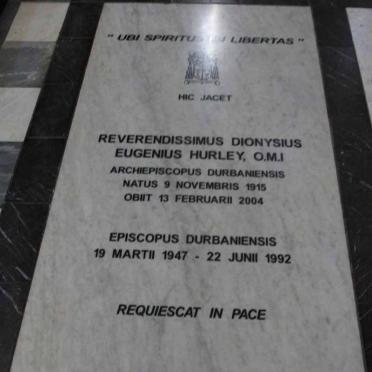 " UBI SPIRITUS IBI LIBERTAS "
HIC JACET
REVERENDISSIMUS DIONYSIUS
EUGENIUS HURLEY, O.M.I
ARCHIEPISCOPUS DURBANIENSIS
NATUS 9 NOVEMBRIS 1915
OBIIT 13 FEBRUARII 2004
EPISCOPUS DURBANIENSIS
19 MARTII 1947 - 22 JUNII 1992
REQUIESCAT IN PACE